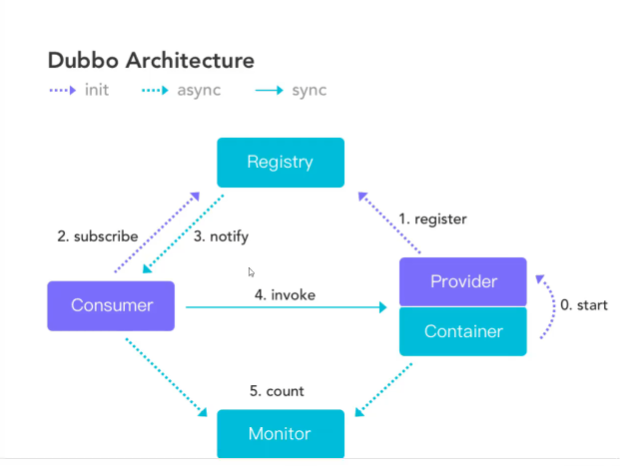 Dubbo Architecture
init async sync
Registry
1. register
2. subscribe 3. notify
Provider
4. invoke
Consumer
0. start
Container
5. count
Monitor